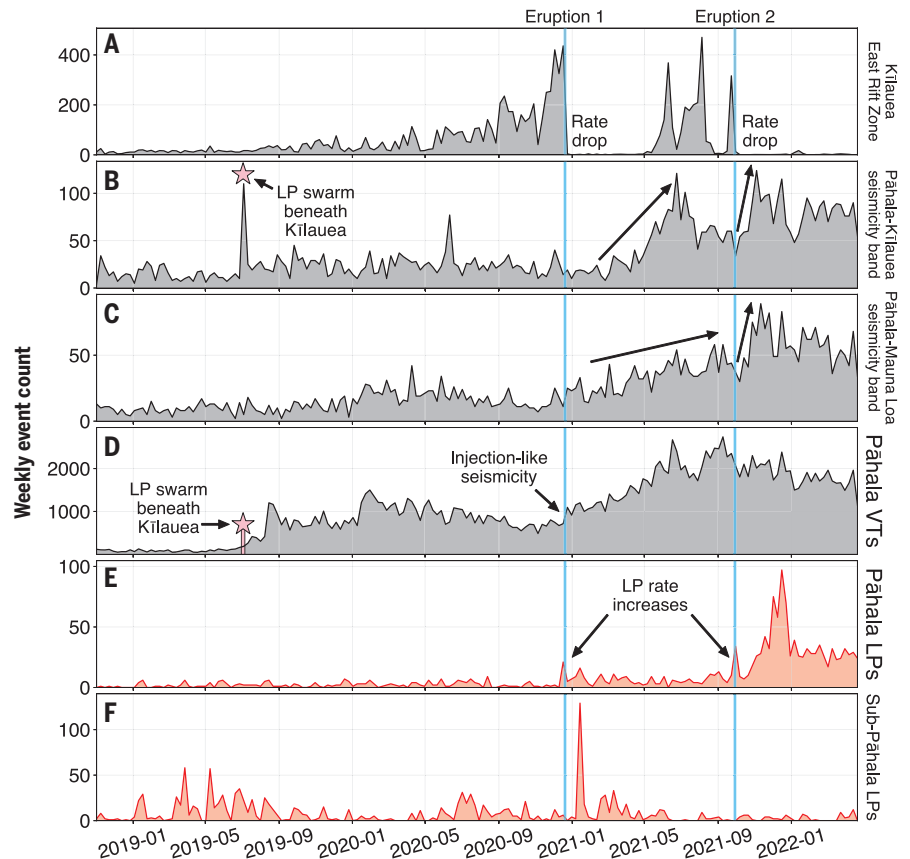 Eruption 1
Eruption 2
Weekly event count
A
400
200
0
Rate
drop
Rate
drop
Kīlauea
East Rift Zone
B
100
50
0
LP swarm
beneath
Kīlauea
Pāhala-Kīlauea
seismicity band
C
50
0
Pāhala-Mauna Loa
seismicity band
D
2000
1000
LP swarm
beneath
Kīlauea
Injection-like
seismicity
Pāhala VTs
E
100
50
0
LP rate
increases
Pāhala LPs
F
100
50
0
Sub-Pāhala LPs
2019-01
2019-05
2019-09
2020-01
2020-05
2020-09
2021-01
2021-05
2021-09
2022-01